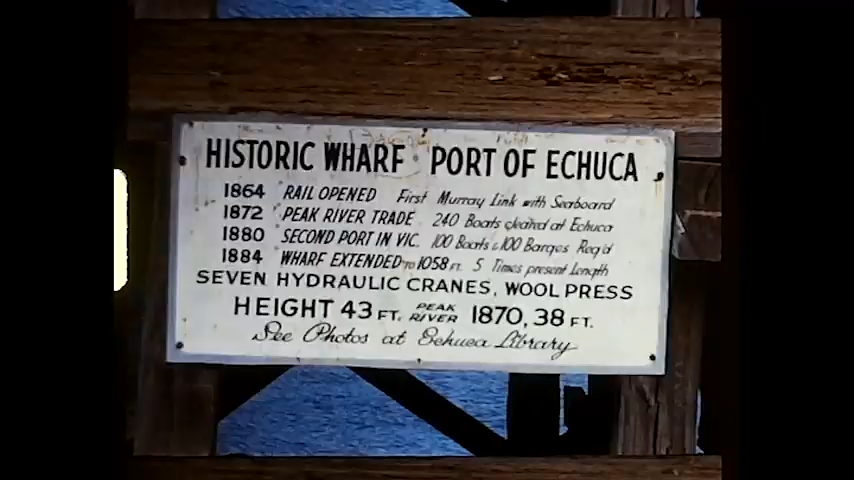 HISTORIC WHARF PORT OF ECHUCA
1864 RAIL OPENED First Murray Link with Seaboard
1872 PEAK RIVER TRADE 240 Boats cleared at Echuca
1880 SECOND PORT IN VIC. 100 Boats & 100 Barges Reg'd
1884 WHARF EXTENDED to 1058 FT. 5 Times present Length
SEVEN HYDRAULIC CRANES, WOOL PRESS
HEIGHT 43 FT. PEAK RIVER 1870, 38 FT.
See Photos at Echuca Library